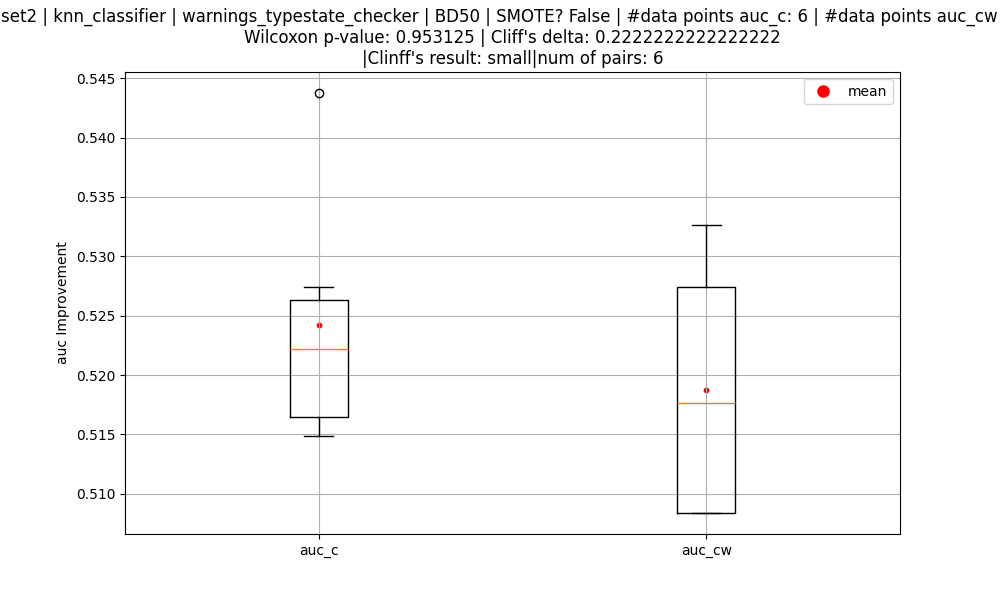 set2 | knn_classifier | warnings_typestate_checker | BD50 | SMOTE? False | #data points auc_c: 6 | #data points auc_cw
Wilcoxon p-value: 0.953125 | Cliff's delta: 0.2222222222222222
|Clinff's result: small|num of pairs: 6
0.545
mean
0.540
0.535
0.530
0.525
0.520
0.515
0.510
auc Improvement
auc_c
auc_cw